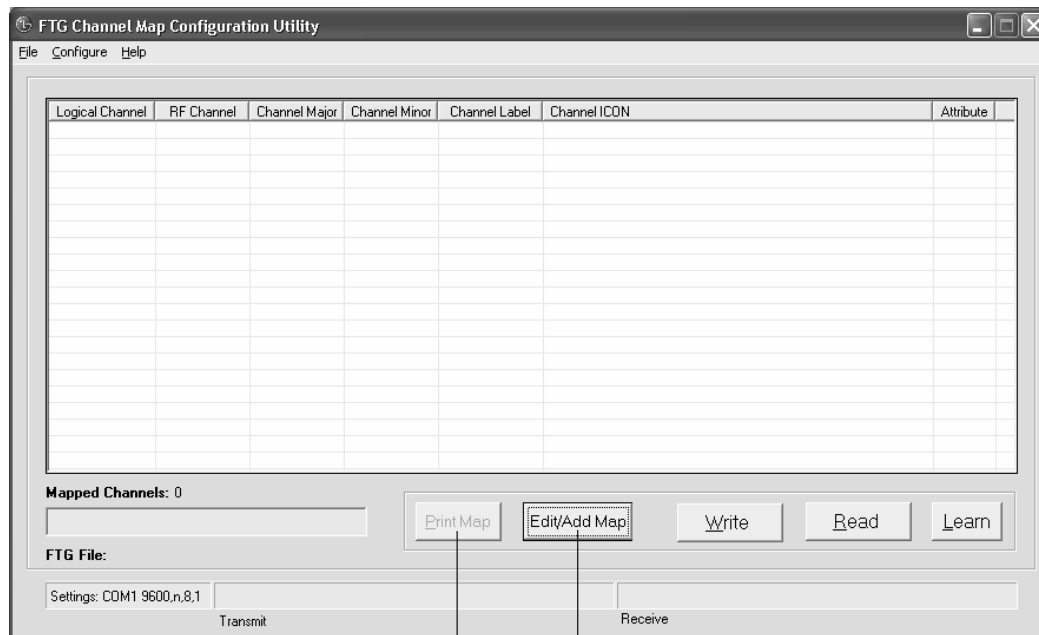 FTG Channel Map Configuration Utility
File Configure Help
Logical Channel RF Channel Channel Major Channel Minor Channel Label Channel ICON Attribute
Mapped Channels: 0
Print Map Edit/Add Map Write Read Learn
FTG File:
Settings: COM1 9600,n,8,1
Transmit Receive